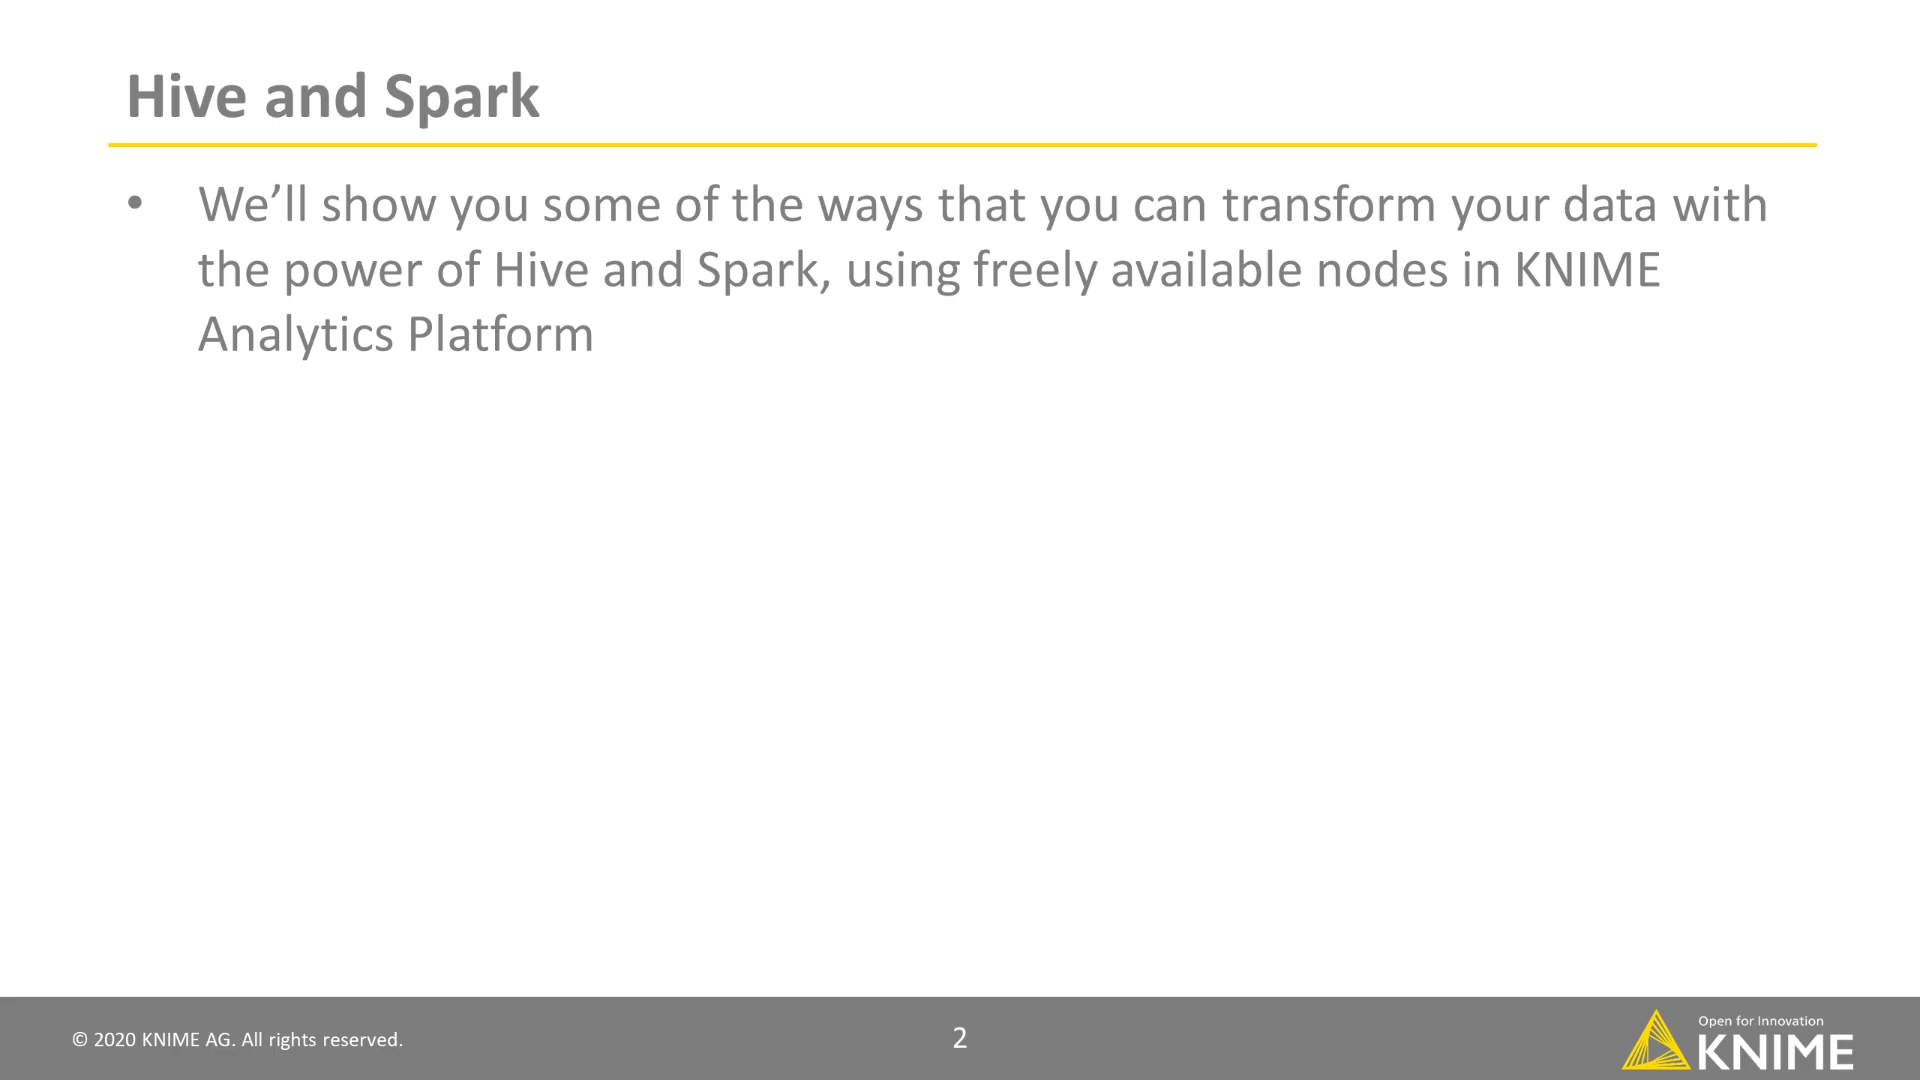 Hive and Spark
• We’ll show you some of the ways that you can transform your data with
the power of Hive and Spark, using freely available nodes in KNIME
Analytics Platform
© 2020 KNIME AG. All rights reserved.
2
Open for Innovation
KNIME